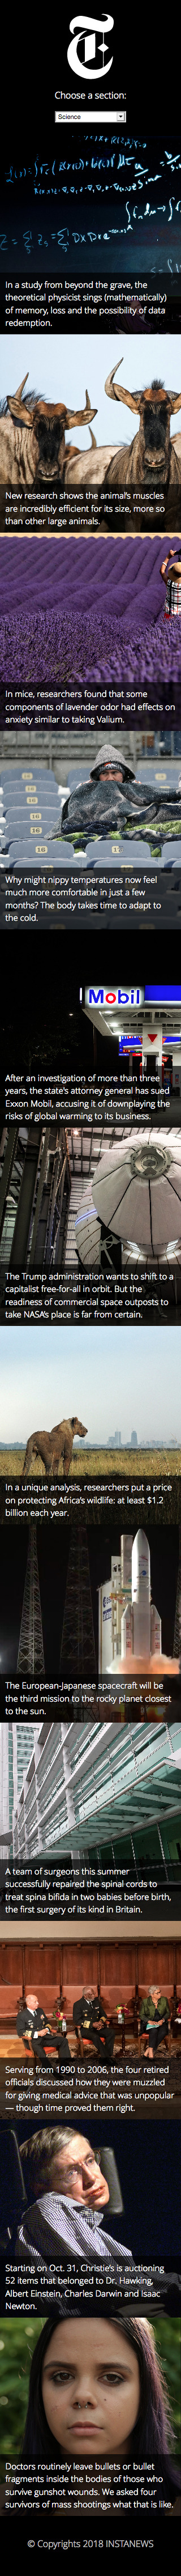 Choose a section:
Science
In a study from beyond the grave, the
theoretical physicist sings (mathematically)
of memory, loss and the possibility of data
redemption.
New research shows the animal's muscles
are incredibly efficient for its size, more so
than other large animals.
In mice, researchers found that some
components of lavender odor had effects on
anxiety similar to taking Valium.
16
16
16
16
16
16
Why might nippy temperatures now feel
much more comfortable in just a few
months? The body takes time to adapt to
the cold.
Mobil
After an investigation of more than three
years, the state's attorney general has sued
Exxon Mobil, accusing it of downplaying the
risks of global warming to its business.
The Trump administration wants to shift to a
capitalist free-for-all in orbit. But the
readiness of commercial space outposts to
take NASA's place is far from certain.
In a unique analysis, researchers put a price
on protecting Africa's wildlife: at least $1.2
billion each year.
The European-Japanese spacecraft will be
the third mission to the rocky planet closest
to the sun.
A team of surgeons this summer
successfully repaired the spinal cords to
treat spina bifida in two babies before birth,
the first surgery of its kind in Britain.
Serving from 1990 to 2006, the four retired
officials discussed how they were muzzled
for giving medical advice that was unpopular
— though time proved them right.
Starting on Oct. 31, Christie's is auctioning
52 items that belonged to Dr. Hawking,
Albert Einstein, Charles Darwin and Isaac
Newton.
Doctors routinely leave bullets or bullet
fragments inside the bodies of those who
survive gunshot wounds. We asked four
survivors of mass shootings what that is like.
© Copyrights 2018 INSTANEWS